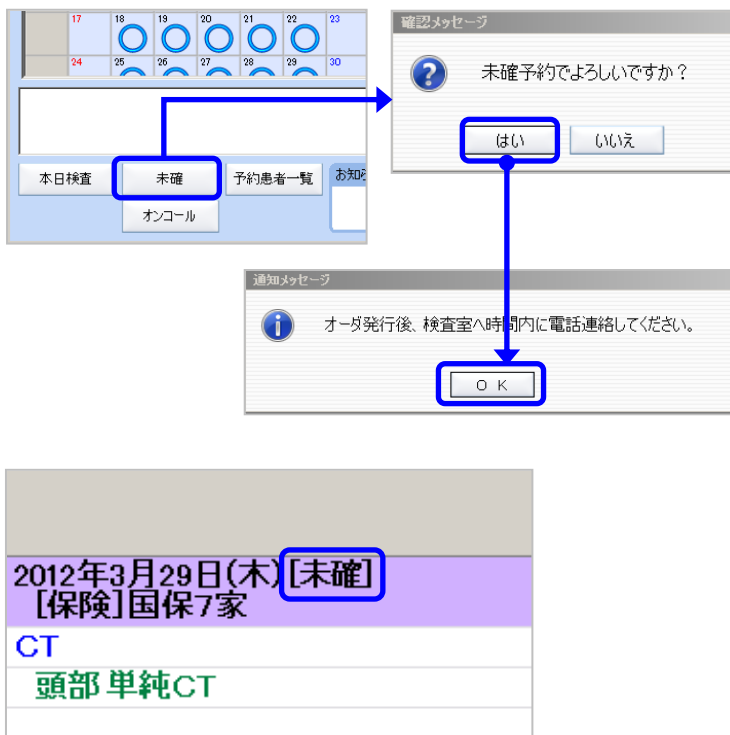 17 18 19 20 21 22 23
24 25 26 27 28 29 30
本日検査 未確 予約患者一覧 お知ら
オンコール
確認メッセージ
未確予約でよろしいですか？
はい いいえ
通知メッセージ
オーダ発行後、検査室へ時間内に電話連絡してください。
ＯＫ
2012年3月29日(木) [未確]
[保険]国保7家
CT
頭部 単純CT